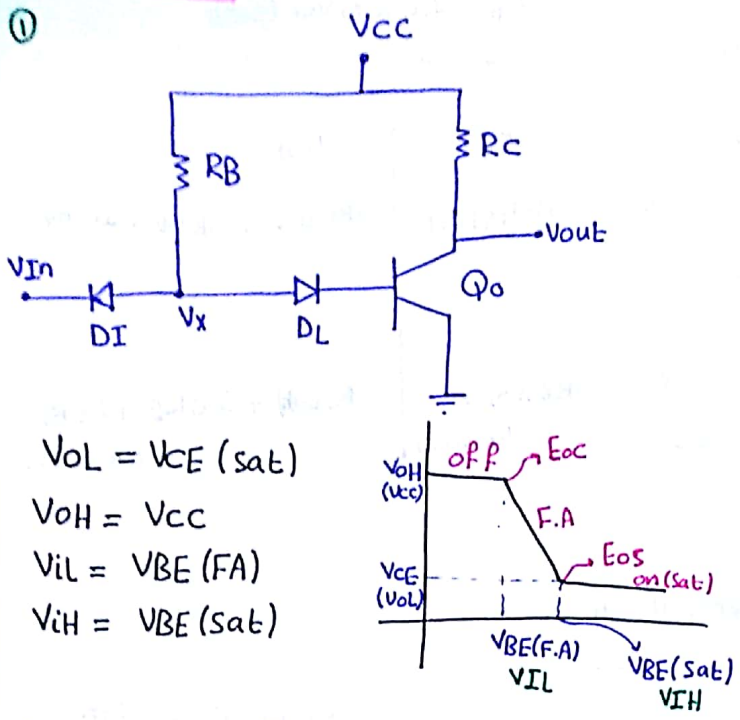 ①
VCC
RB
RC
Vout
VIn
DI
Vx
DL
Qo
VOL = VCE (sat)
VOH = VCC
ViL = VBE (FA)
ViH = VBE (Sat)
VOH
(VCC)
off
EOC
F.A
VCE
(VOL)
EOS
on(sat)
VBE(F.A)
VIL
VBE(Sat)
VIH